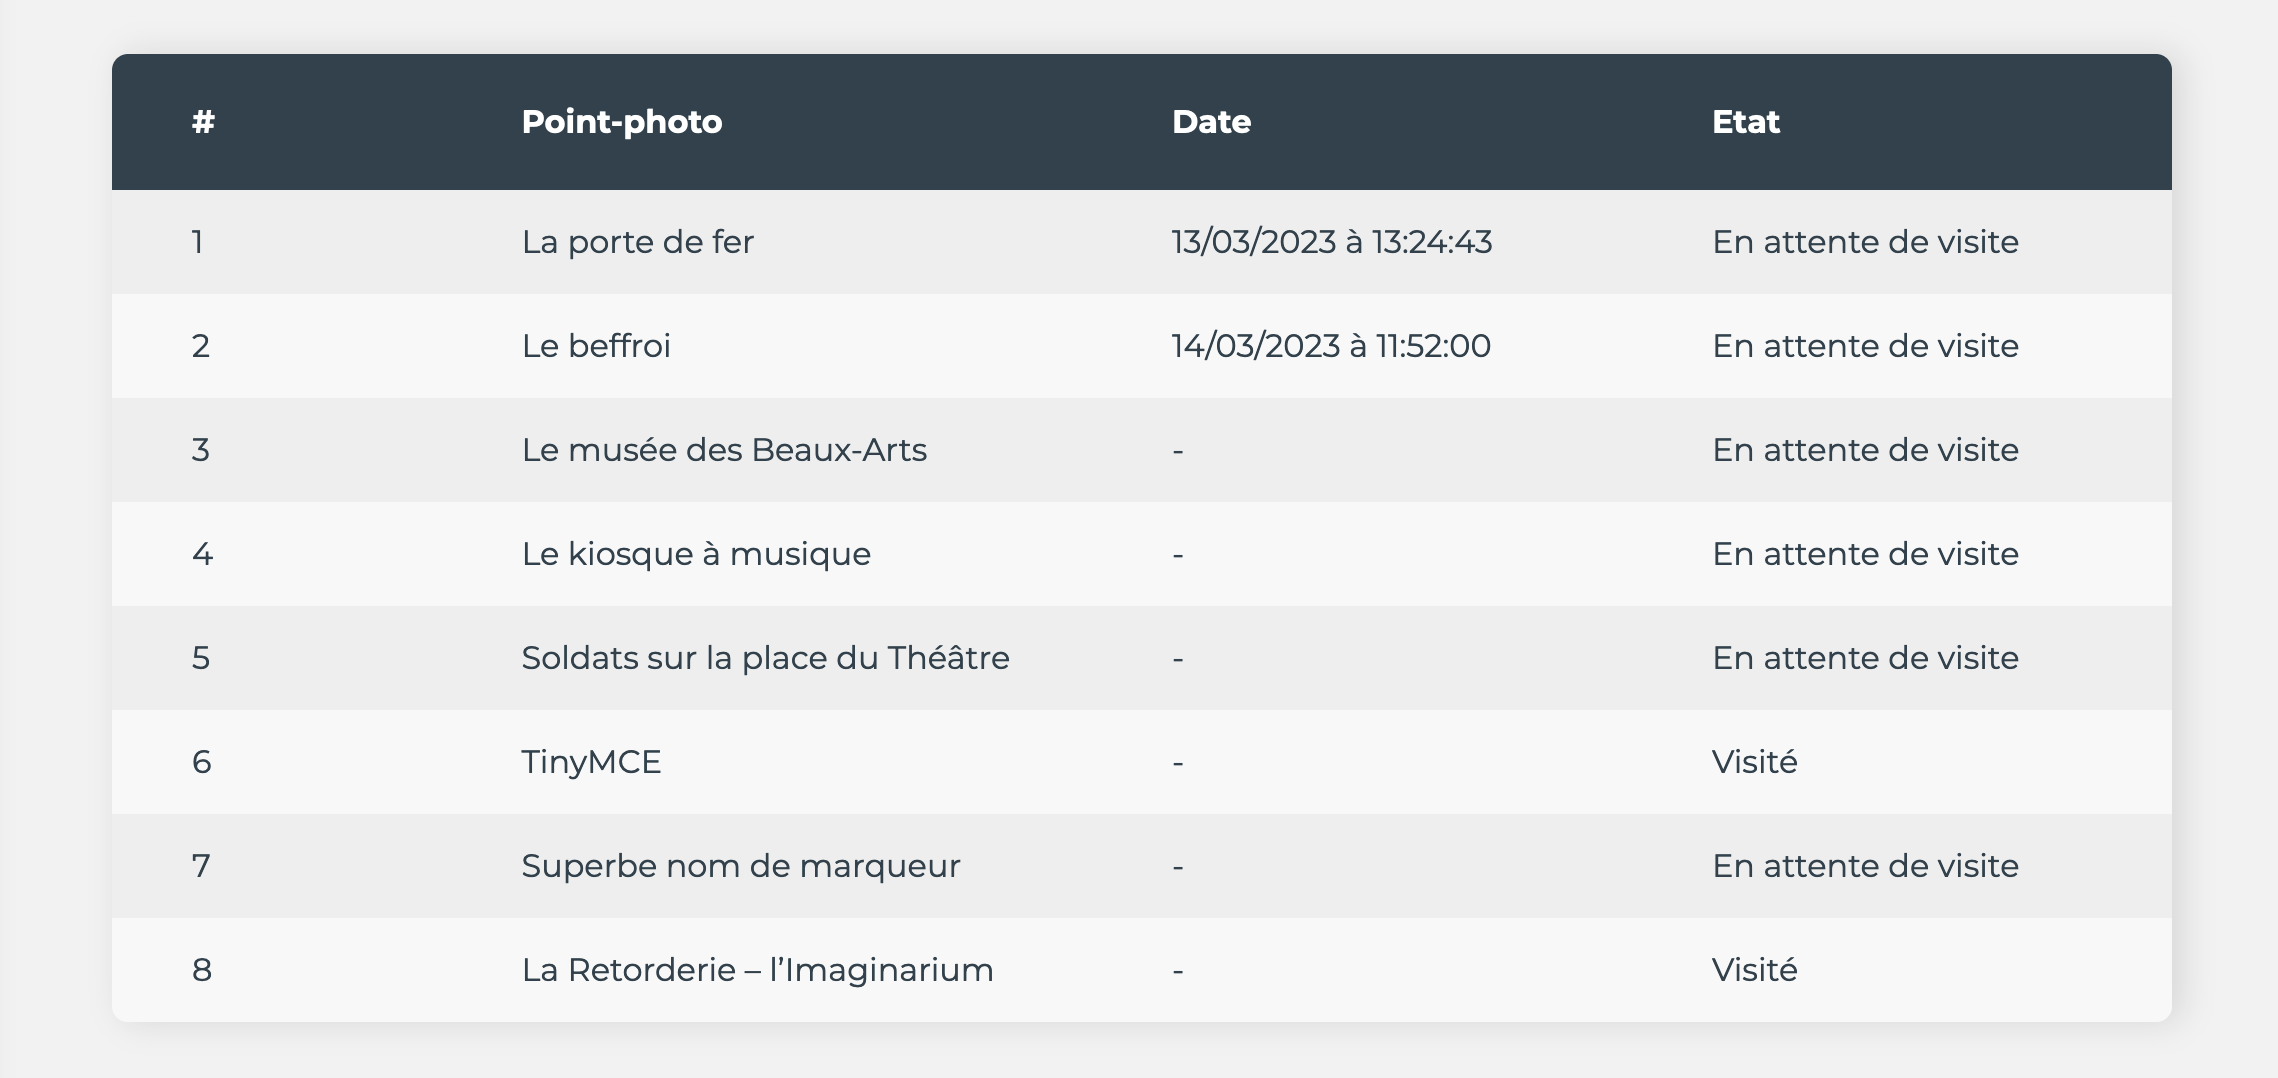 # Point-photo Date Etat
1 La porte de fer 13/03/2023 à 13:24:43 En attente de visite
2 Le beffroi 14/03/2023 à 11:52:00 En attente de visite
3 Le musée des Beaux-Arts - En attente de visite
4 Le kiosque à musique - En attente de visite
5 Soldats sur la place du Théâtre - En attente de visite
6 TinyMCE - Visité
7 Superbe nom de marqueur - En attente de visite
8 La Retorderie – l’Imaginarium - Visité